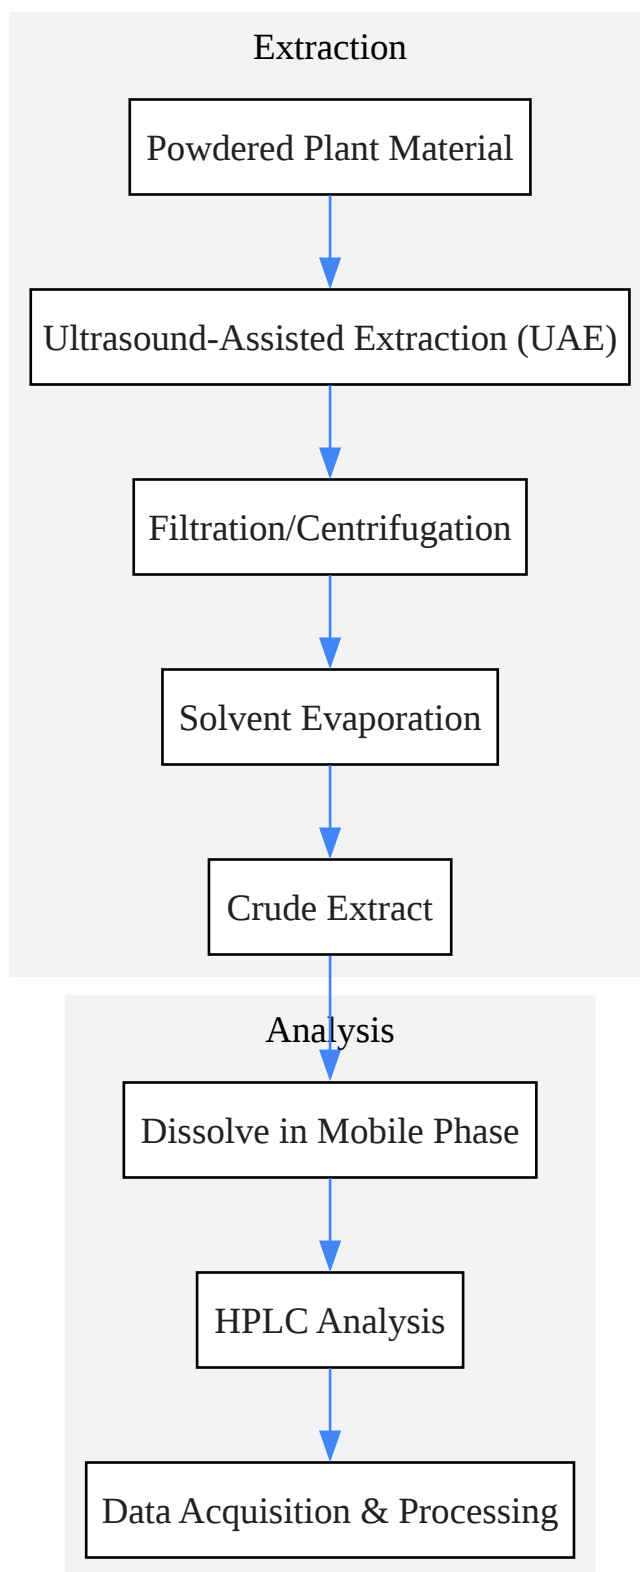 Extraction
Powdered Plant Material
Ultrasound-Assisted Extraction (UAE)
Filtration/Centrifugation
Solvent Evaporation
Crude Extract
Analysis
Dissolve in Mobile Phase
HPLC Analysis
Data Acquisition & Processing